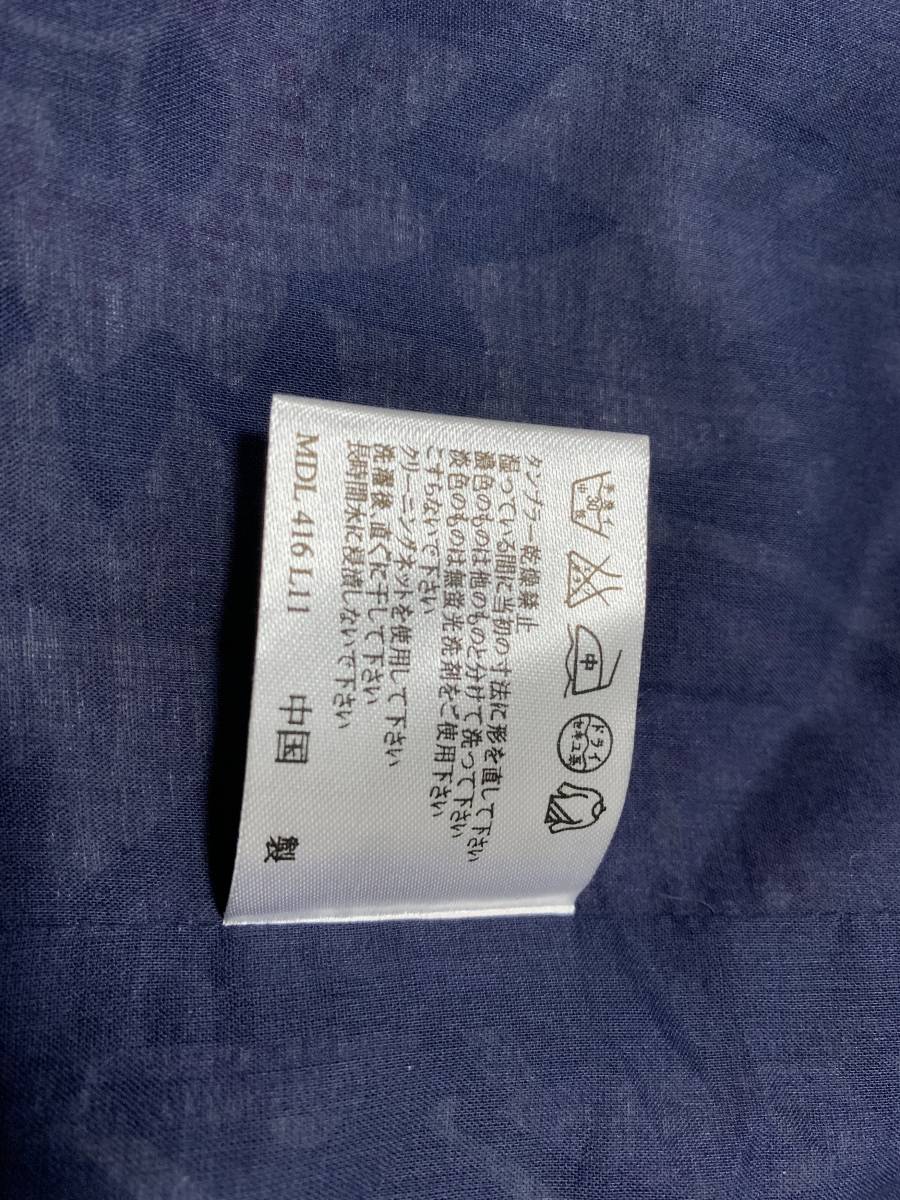 30
中
ドライ
セキユ系
タンブラー乾燥禁止
湿っている間に当初の寸法に形を直して下さい
濃色のものは他のものと分けて洗って下さい
淡色のものは無蛍光洗剤をご使用下さい
こすらないで下さい
クリーニングネットを使用して下さい
洗濯後、直ぐに干して下さい
長時間水に浸漬しないで下さい
MDL 416 L11 中国 製